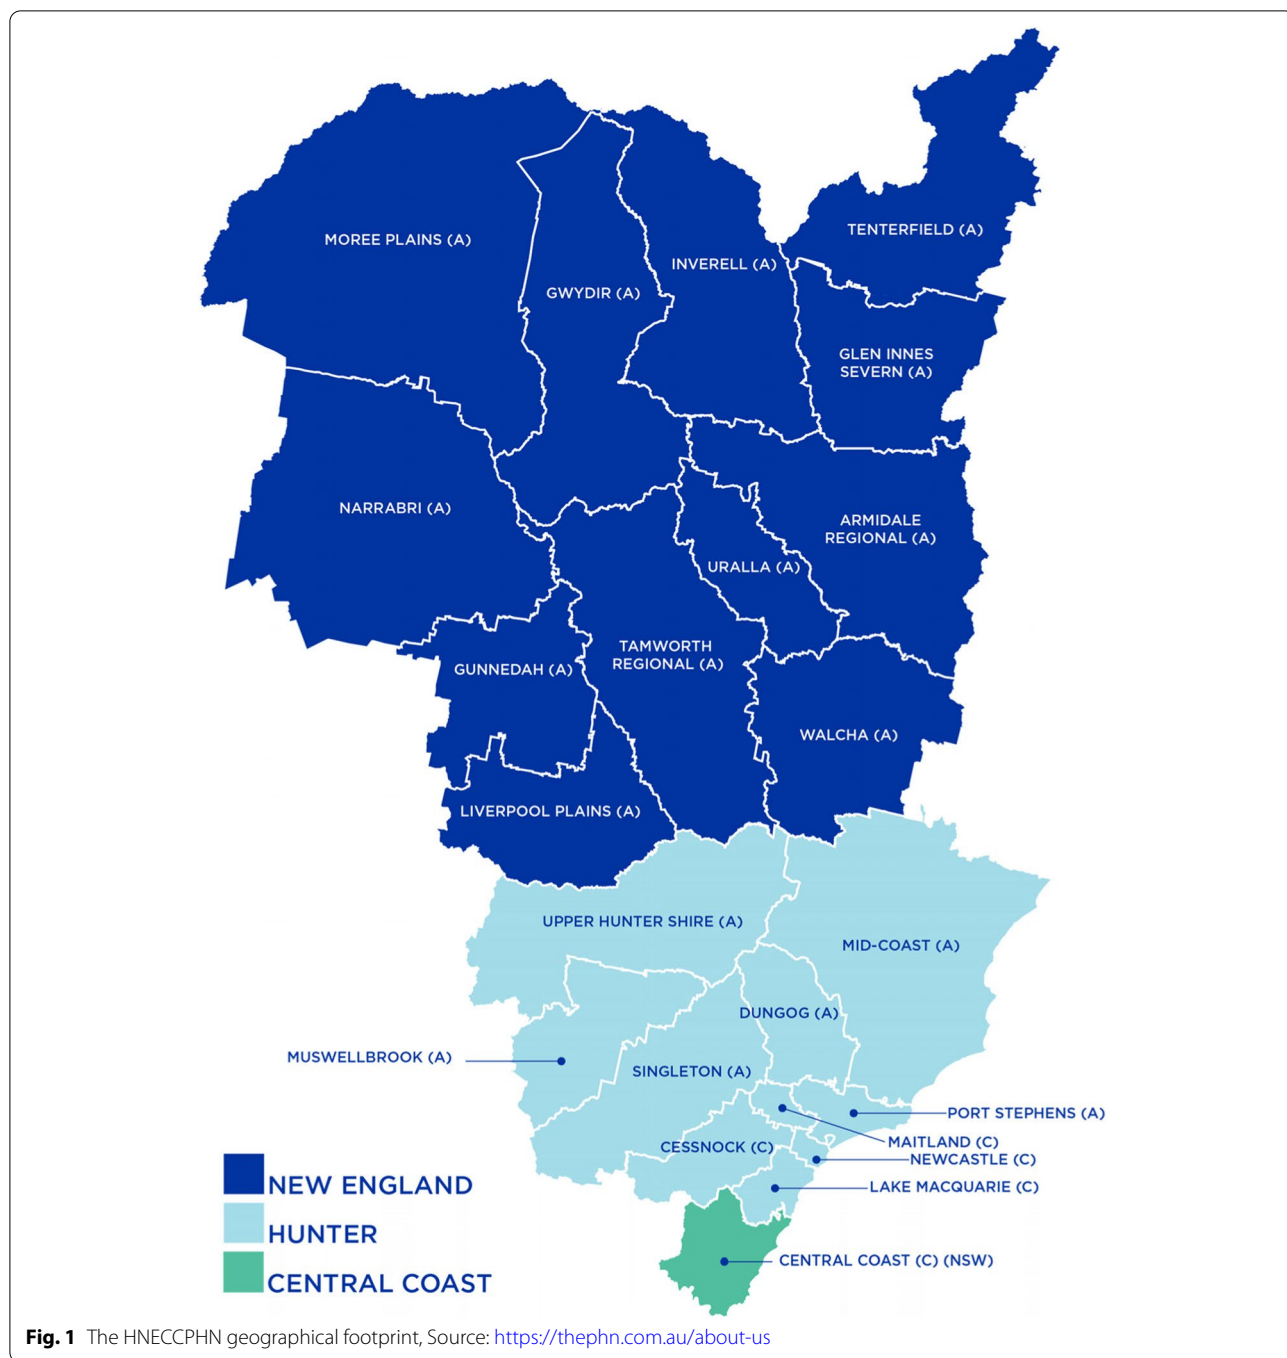 TENTERFIELD (A)
MOREE PLAINS (A)
INVERELL (A)
GWYDIR (A)
GLEN INNES
SEVERN (A)
NARRABRI (A)
ARMIDALE
REGIONAL (A)
URALLA (A)
TAMWORTH
REGIONAL (A)
GUNNEDAH (A)
WALCHA (A)
LIVERPOOL PLAINS (A)
UPPER HUNTER SHIRE (A)
MID-COAST (A)
DUNGOG (A)
MUSWELLBROOK (A)
SINGLETON (A)
PORT STEPHENS (A)
MAITLAND (C)
CESSNOCK (C)
NEWCASTLE (C)
LAKE MACQUARIE (C)
CENTRAL COAST (C) (NSW)
NEW ENGLAND
HUNTER
CENTRAL COAST
Fig. 1 The HNECCPHN geographical footprint, Source: https://thephn.com.au/about-us